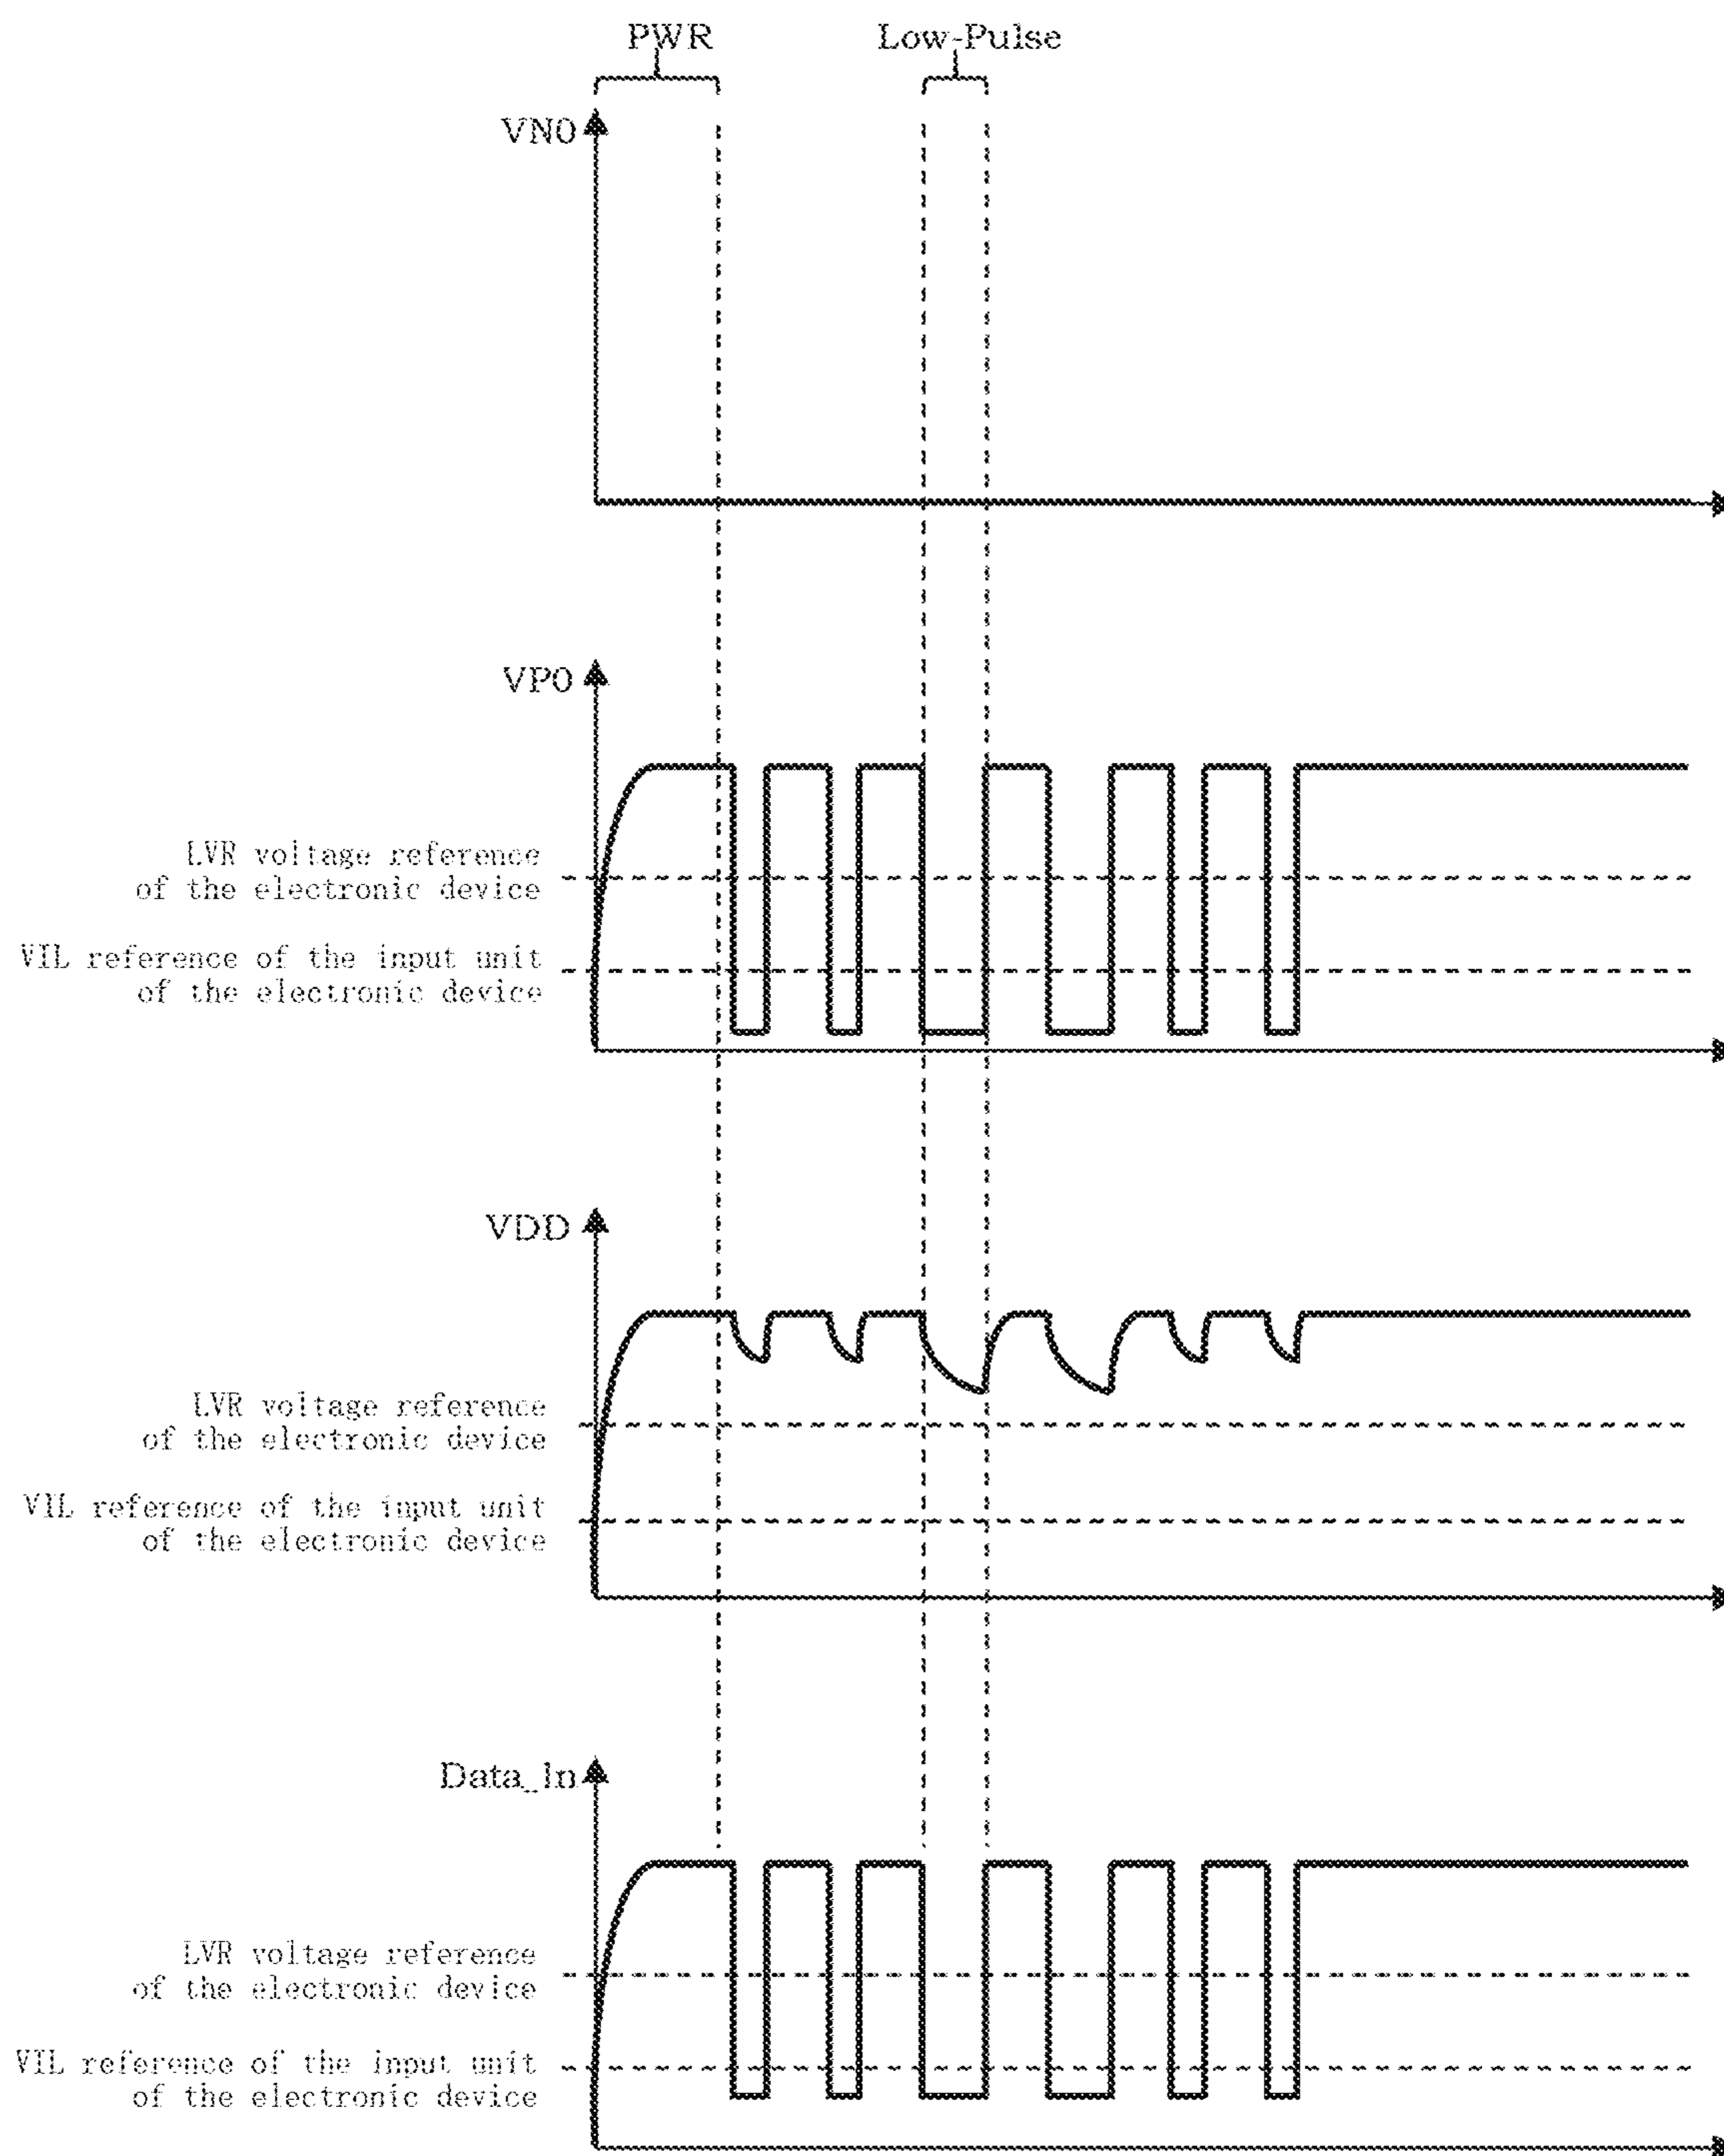 PWR Low-Pulse
VN0
VP0
LVR voltage reference
of the electronic device
VIL reference of the input unit
of the electronic device
VDD
LVR voltage reference
of the electronic device
VIL reference of the input unit
of the electronic device
Data_In
LVR voltage reference
of the electronic device
VIL reference of the input unit
of the electronic device